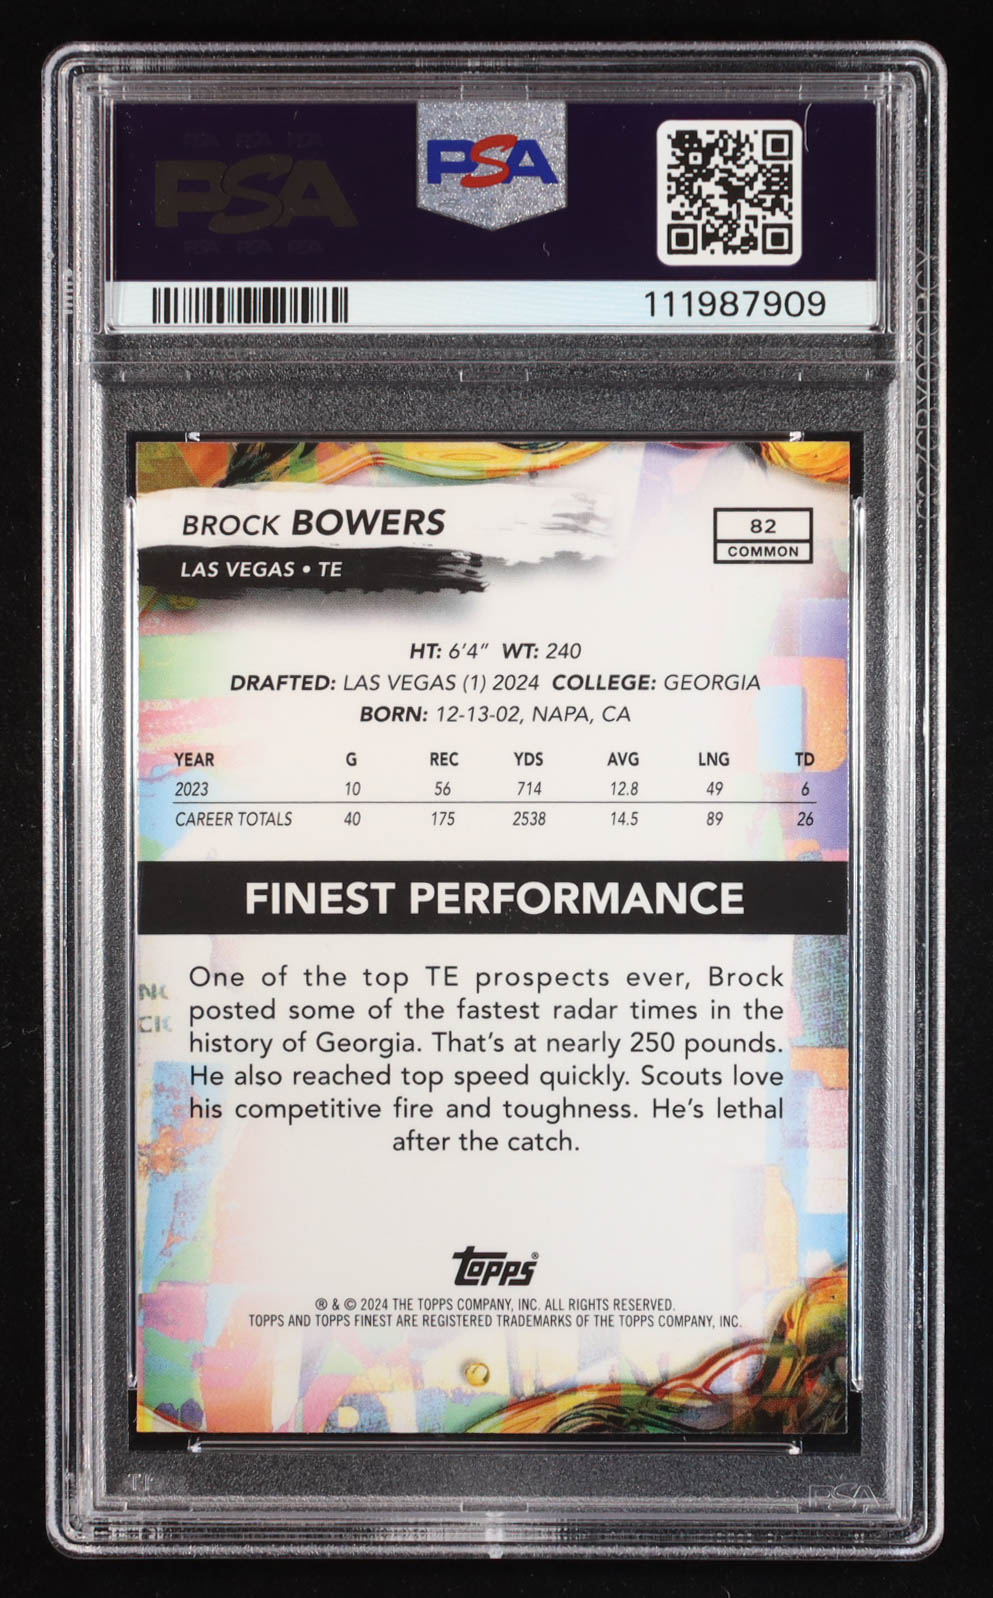 PSA
PSA
111987909
BROCK BOWERS
LAS VEGAS • TE
82
COMMON
HT: 6'4" WT: 240
DRAFTED: LAS VEGAS (1) 2024 COLLEGE: GEORGIA
BORN: 12-13-02, NAPA, CA
YEAR G REC YDS AVG LNG TD
2023 10 56 714 12.8 49 6
CAREER TOTALS 40 175 2538 14.5 89 26
FINEST PERFORMANCE
One of the top TE prospects ever, Brock
posted some of the fastest radar times in the
history of Georgia. That's at nearly 250 pounds.
He also reached top speed quickly. Scouts love
his competitive fire and toughness. He's lethal
after the catch.
topps®
® & © 2024 THE TOPPS COMPANY, INC. ALL RIGHTS RESERVED.
TOPPS AND TOPPS FINEST ARE REGISTERED TRADEMARKS OF THE TOPPS COMPANY, INC.
PSA